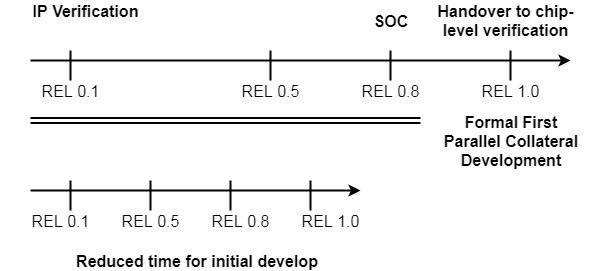 IP Verification
SOC
Handover to chip-
level verification
REL 0.1
REL 0.5
REL 0.8
REL 1.0
Formal First
Parallel Collateral
Development
REL 0.1
REL 0.5
REL 0.8
REL 1.0
Reduced time for initial develop